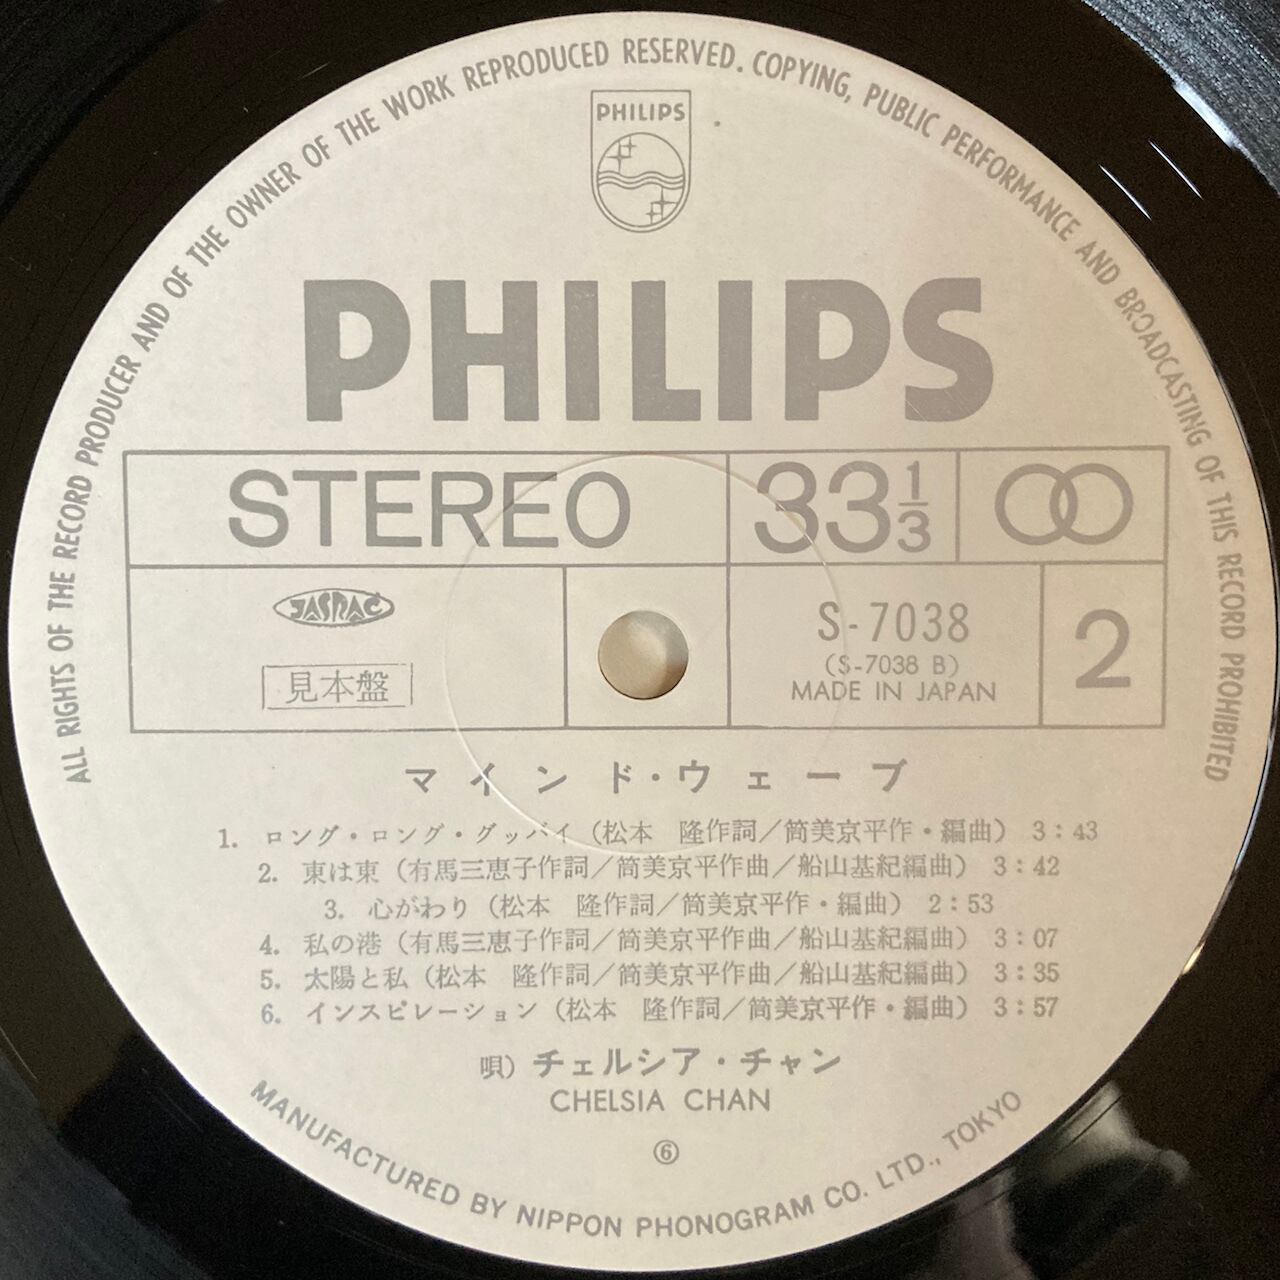 ALL RIGHTS OF THE RECORD PRODUCER AND OF THE OWNER OF THE WORK REPRODUCED RESERVED. COPYING, PUBLIC PERFORMANCE AND BROADCASTING OF THIS RECORD PROHIBITED
PHILIPS
PHILIPS
STEREO 33 1/3
JASRAC
見本盤
S-7038
(S-7038 B)
MADE IN JAPAN
2
マインド・ウェーブ
1. ロング・ロング・グッバイ（松本　隆作詞／筒美京平作・編曲） 3：43
2. 東は東（有馬三恵子作詞／筒美京平作曲／船山基紀編曲） 3：42
3. 心がわり（松本　隆作詞／筒美京平作・編曲） 2：53
4. 私の港（有馬三恵子作詞／筒美京平作曲／船山基紀編曲） 3：07
5. 太陽と私（松本　隆作詞／筒美京平作曲／船山基紀編曲） 3：35
6. インスピレーション（松本　隆作詞／筒美京平作・編曲） 3：57
唄）チェルシア・チャン
CHELSIA CHAN
⑥
MANUFACTURED BY NIPPON PHONOGRAM CO. LTD., TOKYO